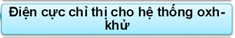 Điện cực chỉ thị cho hệ thống oxh-
khử